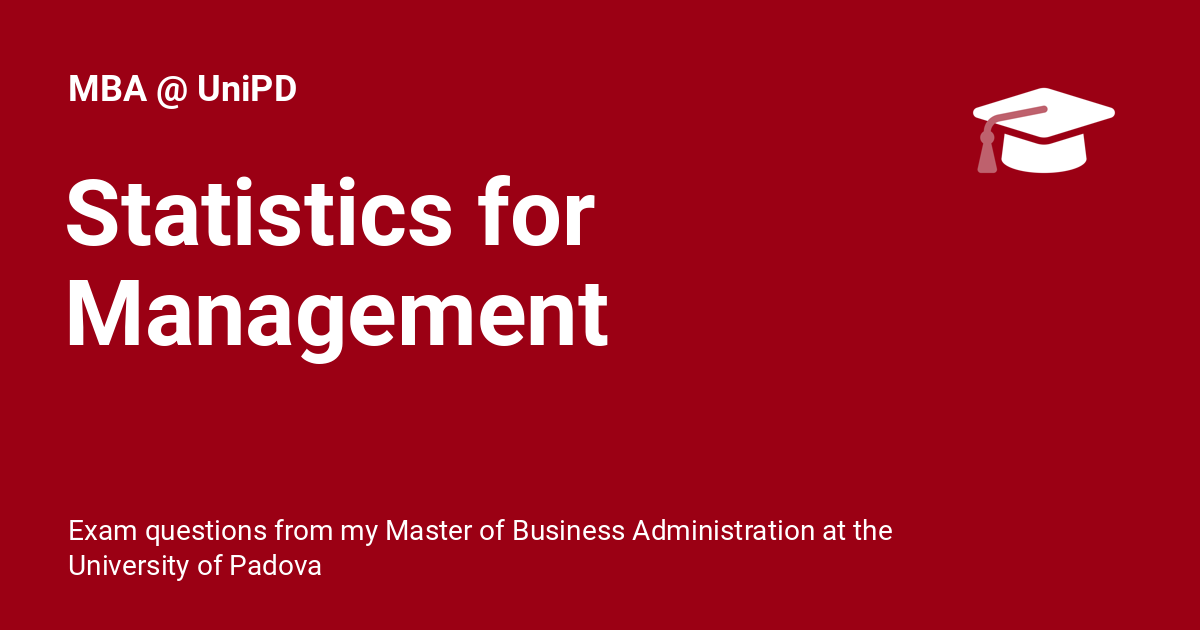 MBA @ UniPD
Statistics for
Management
Exam questions from my Master of Business Administration at the
University of Padova